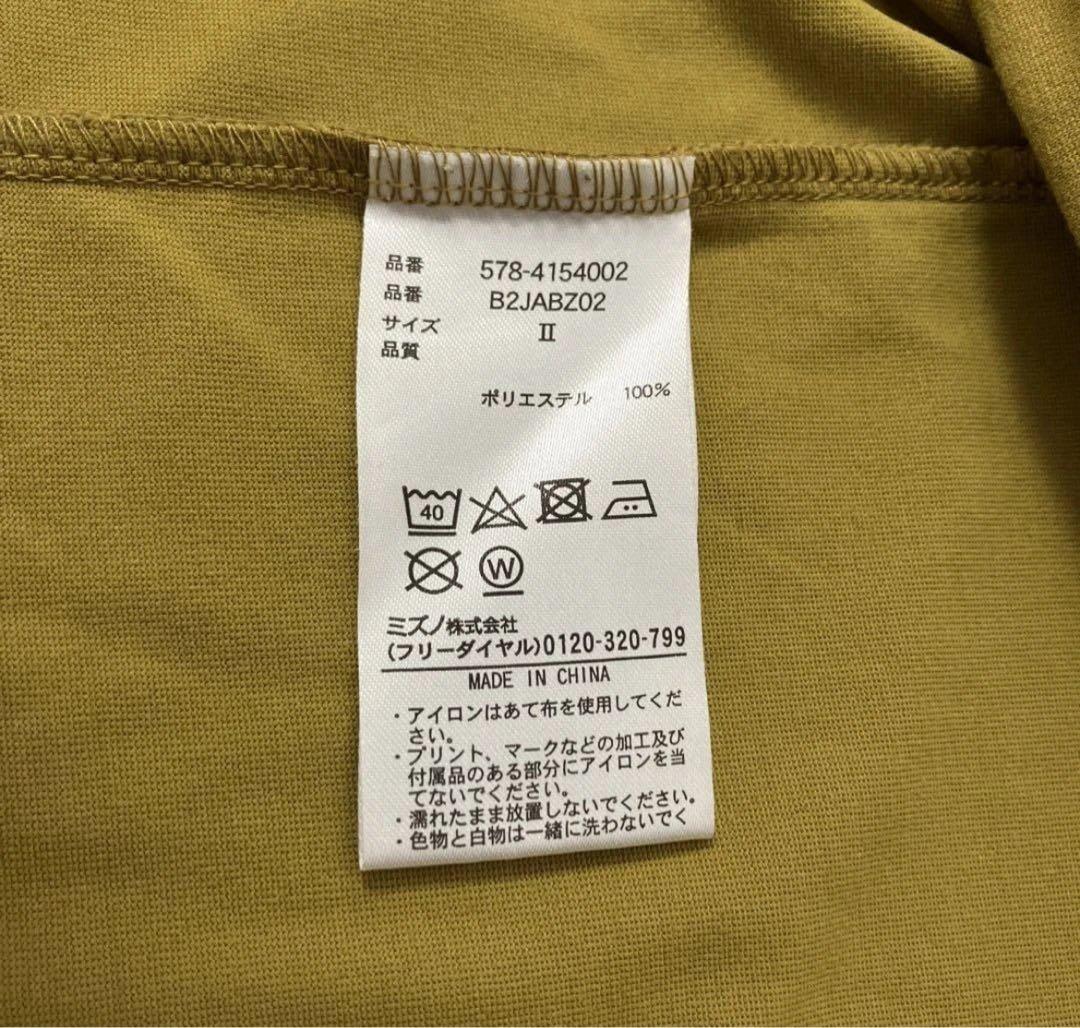 品番 578-4154002
品番 B2JABZ02
サイズ II
品質
ポリエステル 100%
40
W
ミズノ株式会社
(フリーダイヤル)0120-320-799
MADE IN CHINA
・アイロンはあて布を使用してくだ
さい。
・プリント、マークなどの加工及び
付属品のある部分にアイロンを当
てないでください。
・濡れたまま放置しないでください。
・色物と白物は一緒に洗わないでく